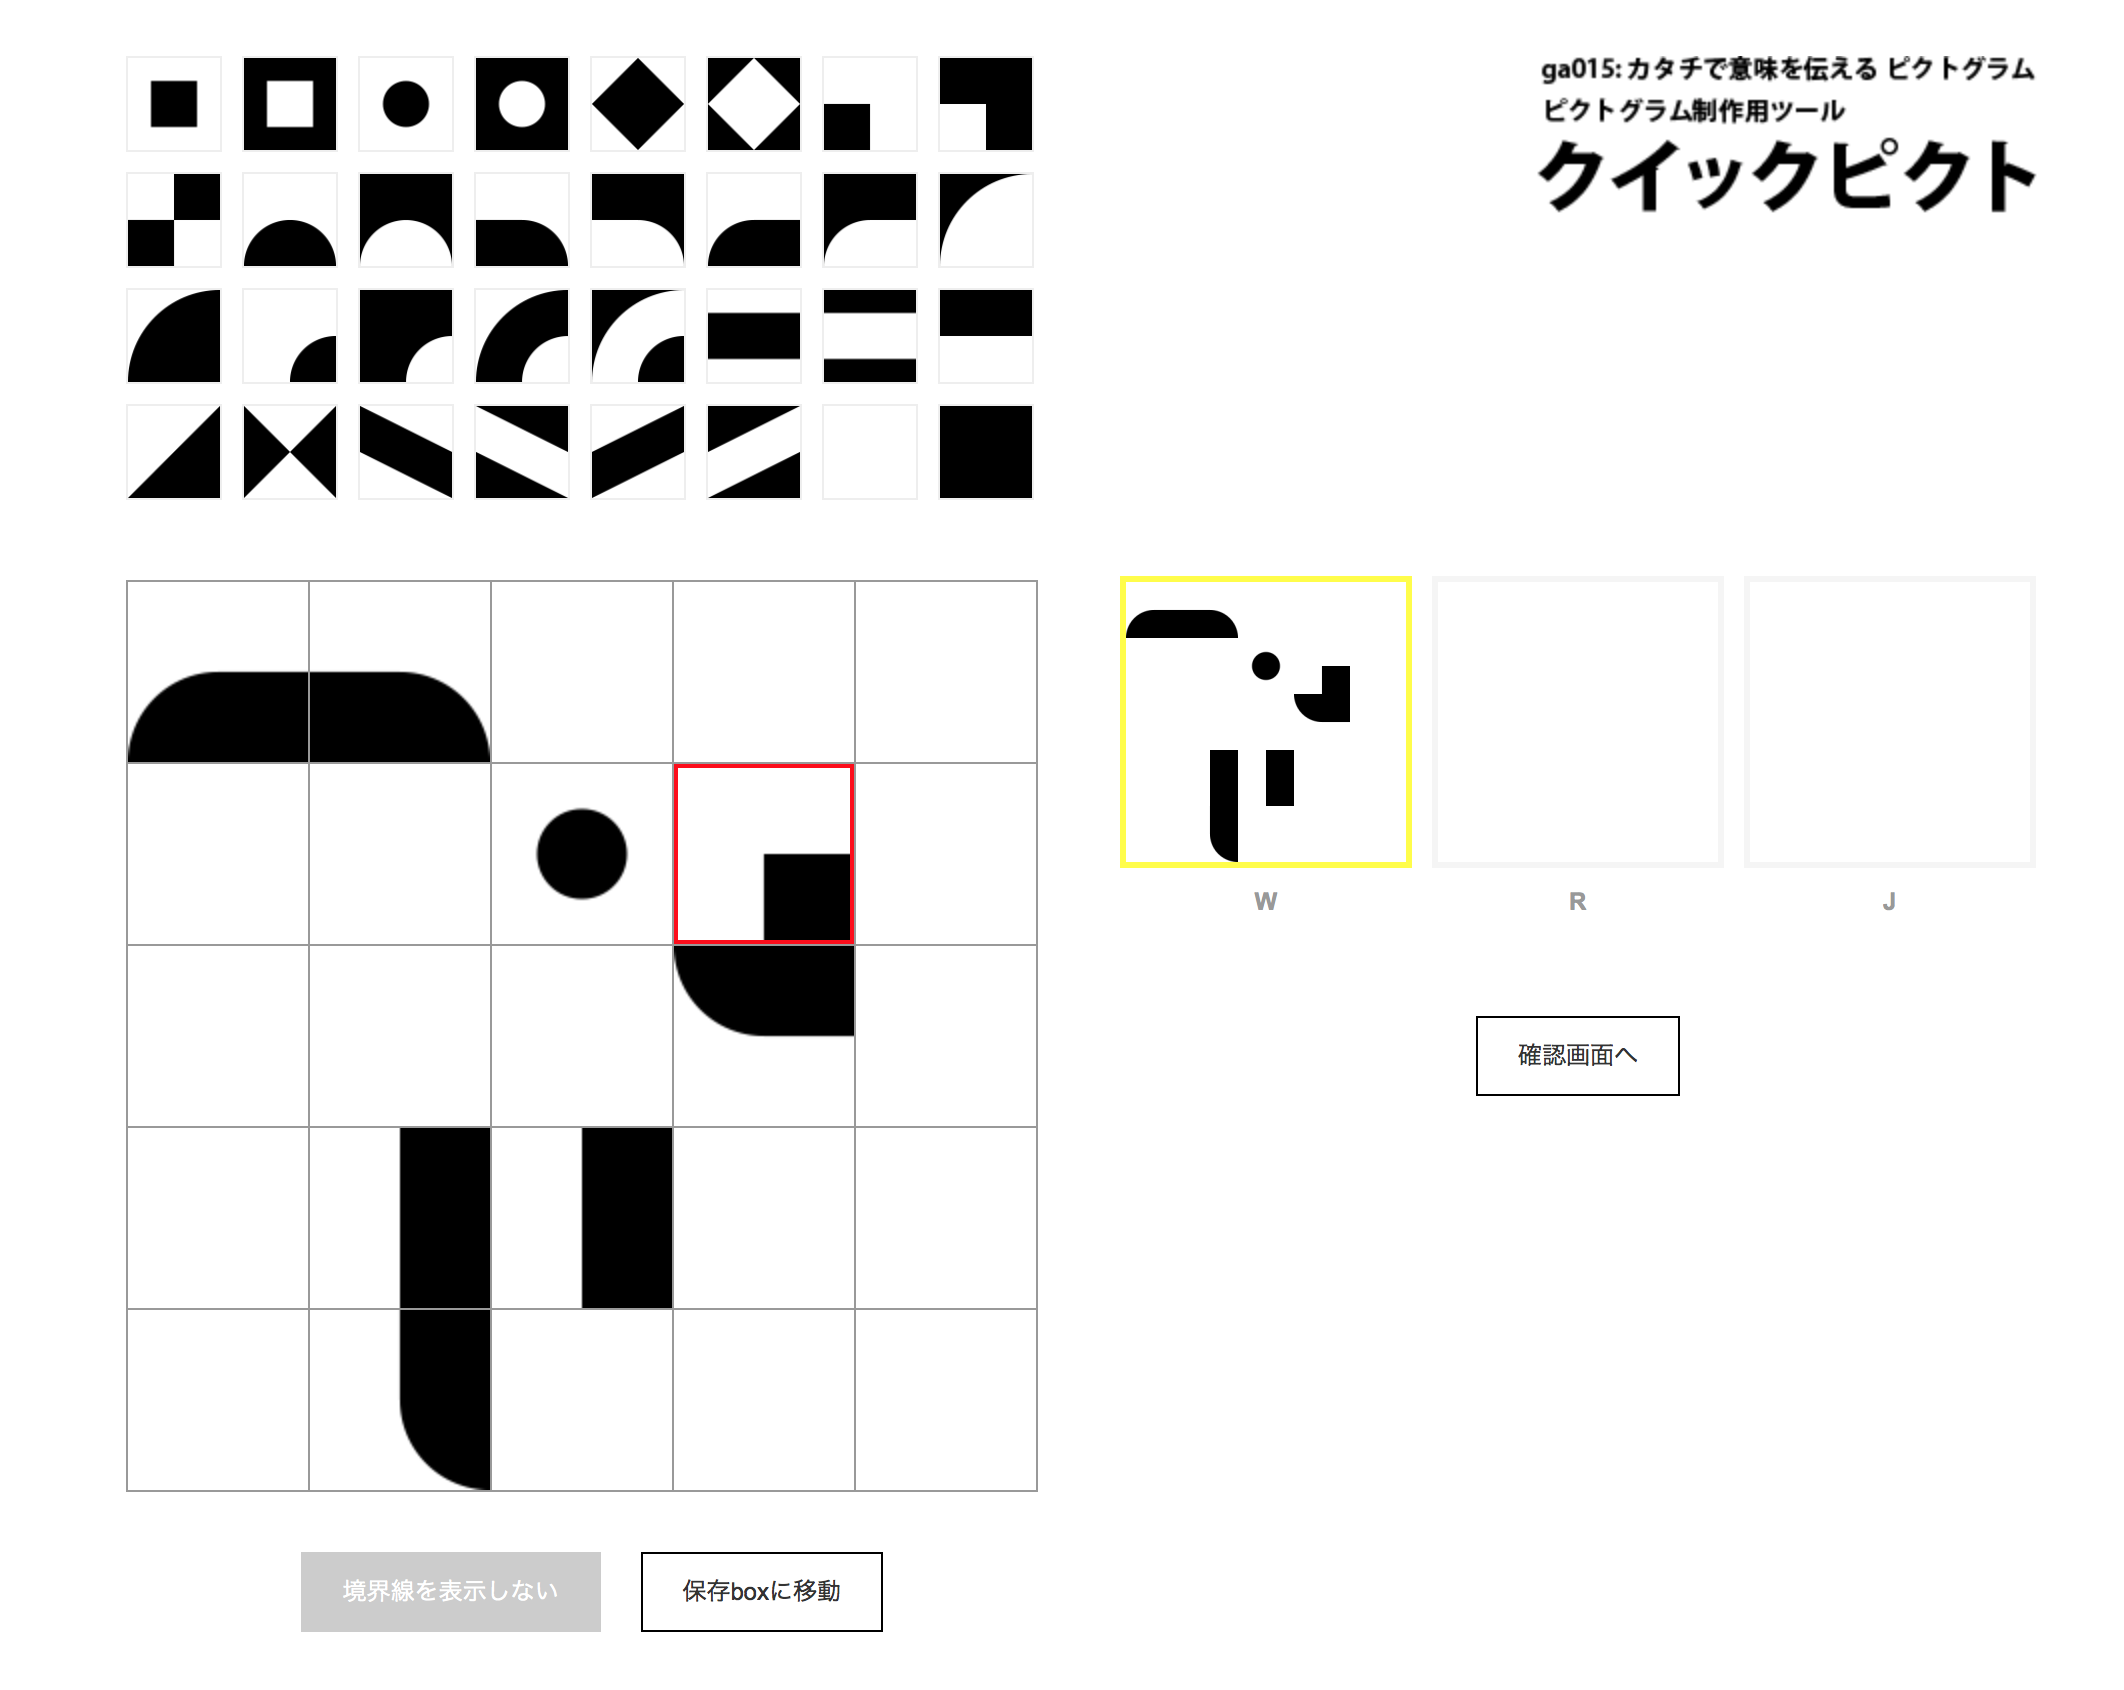 ga015: カタチで意味を伝える ピクトグラム
ピクトグラム制作用ツール
クイックピクト
W
R
J
確認画面へ
境界線を表示しない
保存boxに移動